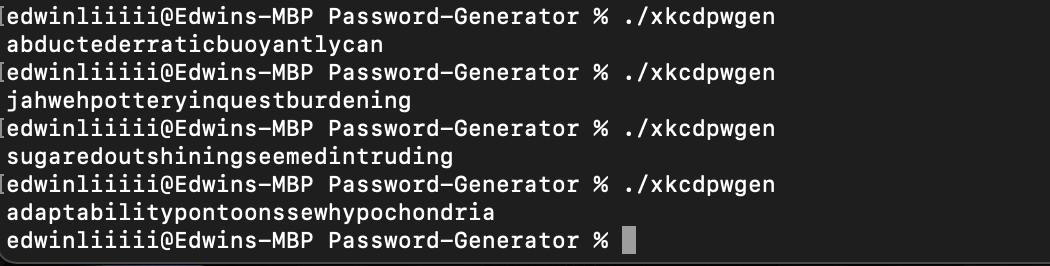 [edwinliiiii@Edwins-MBP Password-Generator % ./xkcdpwgen
abductederraticbuoyantlycan
[edwinliiiii@Edwins-MBP Password-Generator % ./xkcdpwgen
jahwehpotteryinquestburdening
[edwinliiiii@Edwins-MBP Password-Generator % ./xkcdpwgen
sugaredoutshiningseemedintruding
[edwinliiiii@Edwins-MBP Password-Generator % ./xkcdpwgen
adaptabilitypontoonssewhypochondria
edwinliiiii@Edwins-MBP Password-Generator %